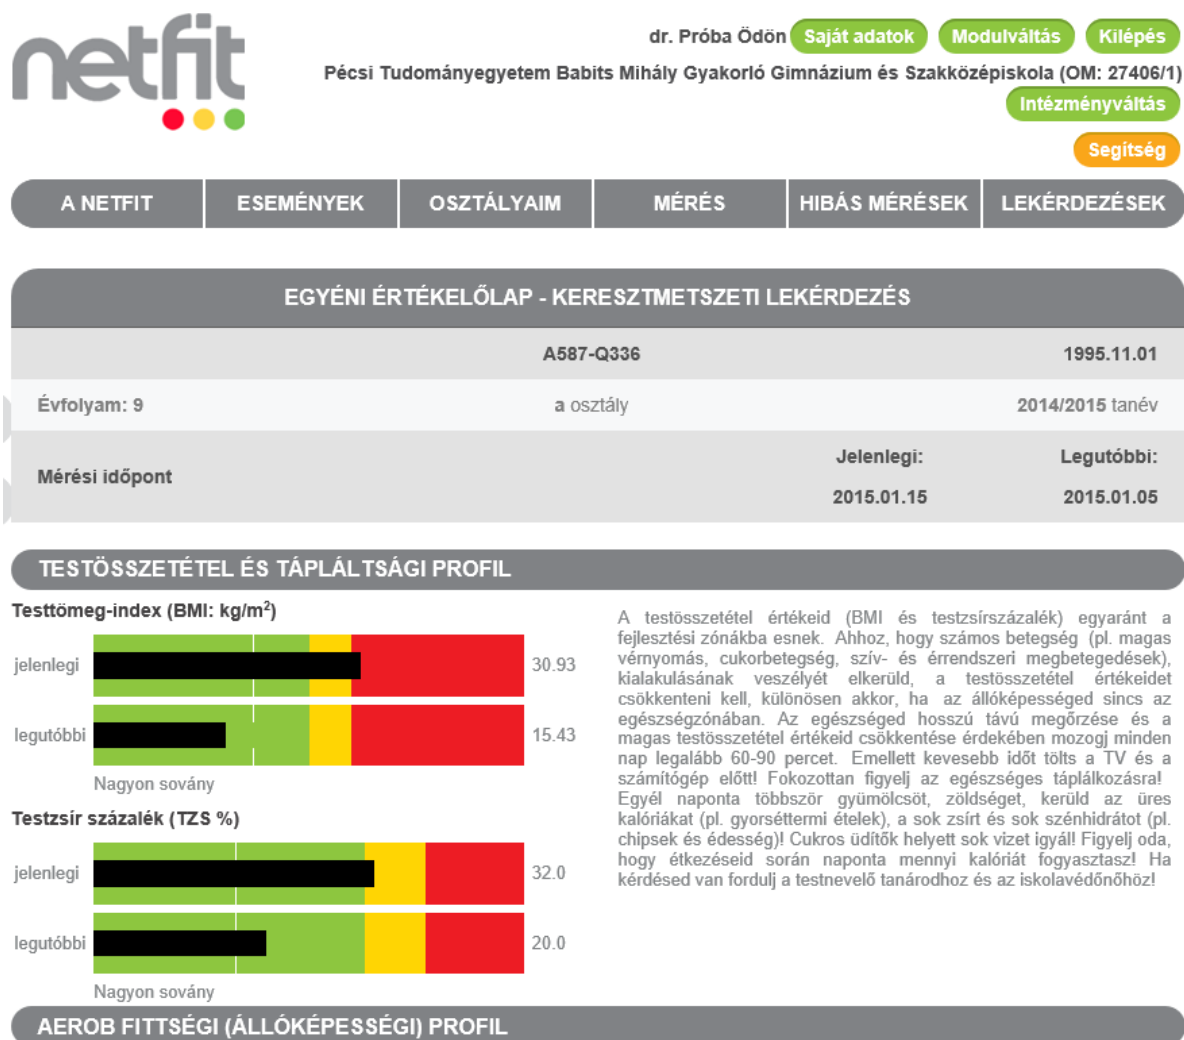 netfit
dr. Próba Ödön Saját adatok Modulváltás Kilépés
Pécsi Tudományegyetem Babits Mihály Gyakorló Gimnázium és Szakközépiskola (OM: 27406/1)
Intézményváltás
Segítség
A NETFIT ESEMÉNYEK OSZTÁLYAIM MÉRÉS HIBÁS MÉRÉSEK LEKÉRDEZÉSEK
EGYÉNI ÉRTÉKELŐLAP - KERESZTMETSZETI LEKÉRDEZÉS
A587-Q336 1995.11.01
Évfolyam: 9 a osztály 2014/2015 tanév
Mérési időpont
Jelenlegi: Legutóbbi:
2015.01.15 2015.01.05
TESTÖSSZETÉTEL ÉS TÁPLÁLTSÁGI PROFIL
Testtömeg-index (BMI: kg/m²)
jelenlegi 30.93
legutóbbi 15.43
Nagyon sovány
Testzsír százalék (TZS %)
jelenlegi 32.0
legutóbbi 20.0
Nagyon sovány
A testösszetétel értékeid (BMI és testzsírszázalék) egyaránt a
fejlesztési zónákba esnek. Ahhoz, hogy számos betegség (pl. magas
vérnyomás, cukorbetegség, szív- és érrendszeri megbetegedések),
kialakulásának veszélyét elkerüld, a testösszetétel értékeidet
csökkenteni kell, különösen akkor, ha az állóképességed sincs az
egészségzónában. Az egészséged hosszú távú megőrzése és a
magas testösszetétel értékeid csökkentése érdekében mozogj minden
nap legalább 60-90 percet. Emellett kevesebb időt tölts a TV és a
számítógép előtt! Fokozottan figyelj az egészséges táplálkozásra!
Egyél naponta többször gyümölcsöt, zöldséget, kerüld az üres
kalóriákat (pl. gyorséttermi ételek), a sok zsírt és sok szénhidrátot (pl.
chipsek és édesség)! Cukros üdítők helyett sok vizet igyál! Figyelj oda,
hogy étkezéseid során naponta mennyi kalóriát fogyasztasz! Ha
kérdésed van fordulj a testnevelő tanárodhoz és az iskolavédőnőhöz!
AEROB FITTSÉGI (ÁLLÓKÉPESSÉGI) PROFIL